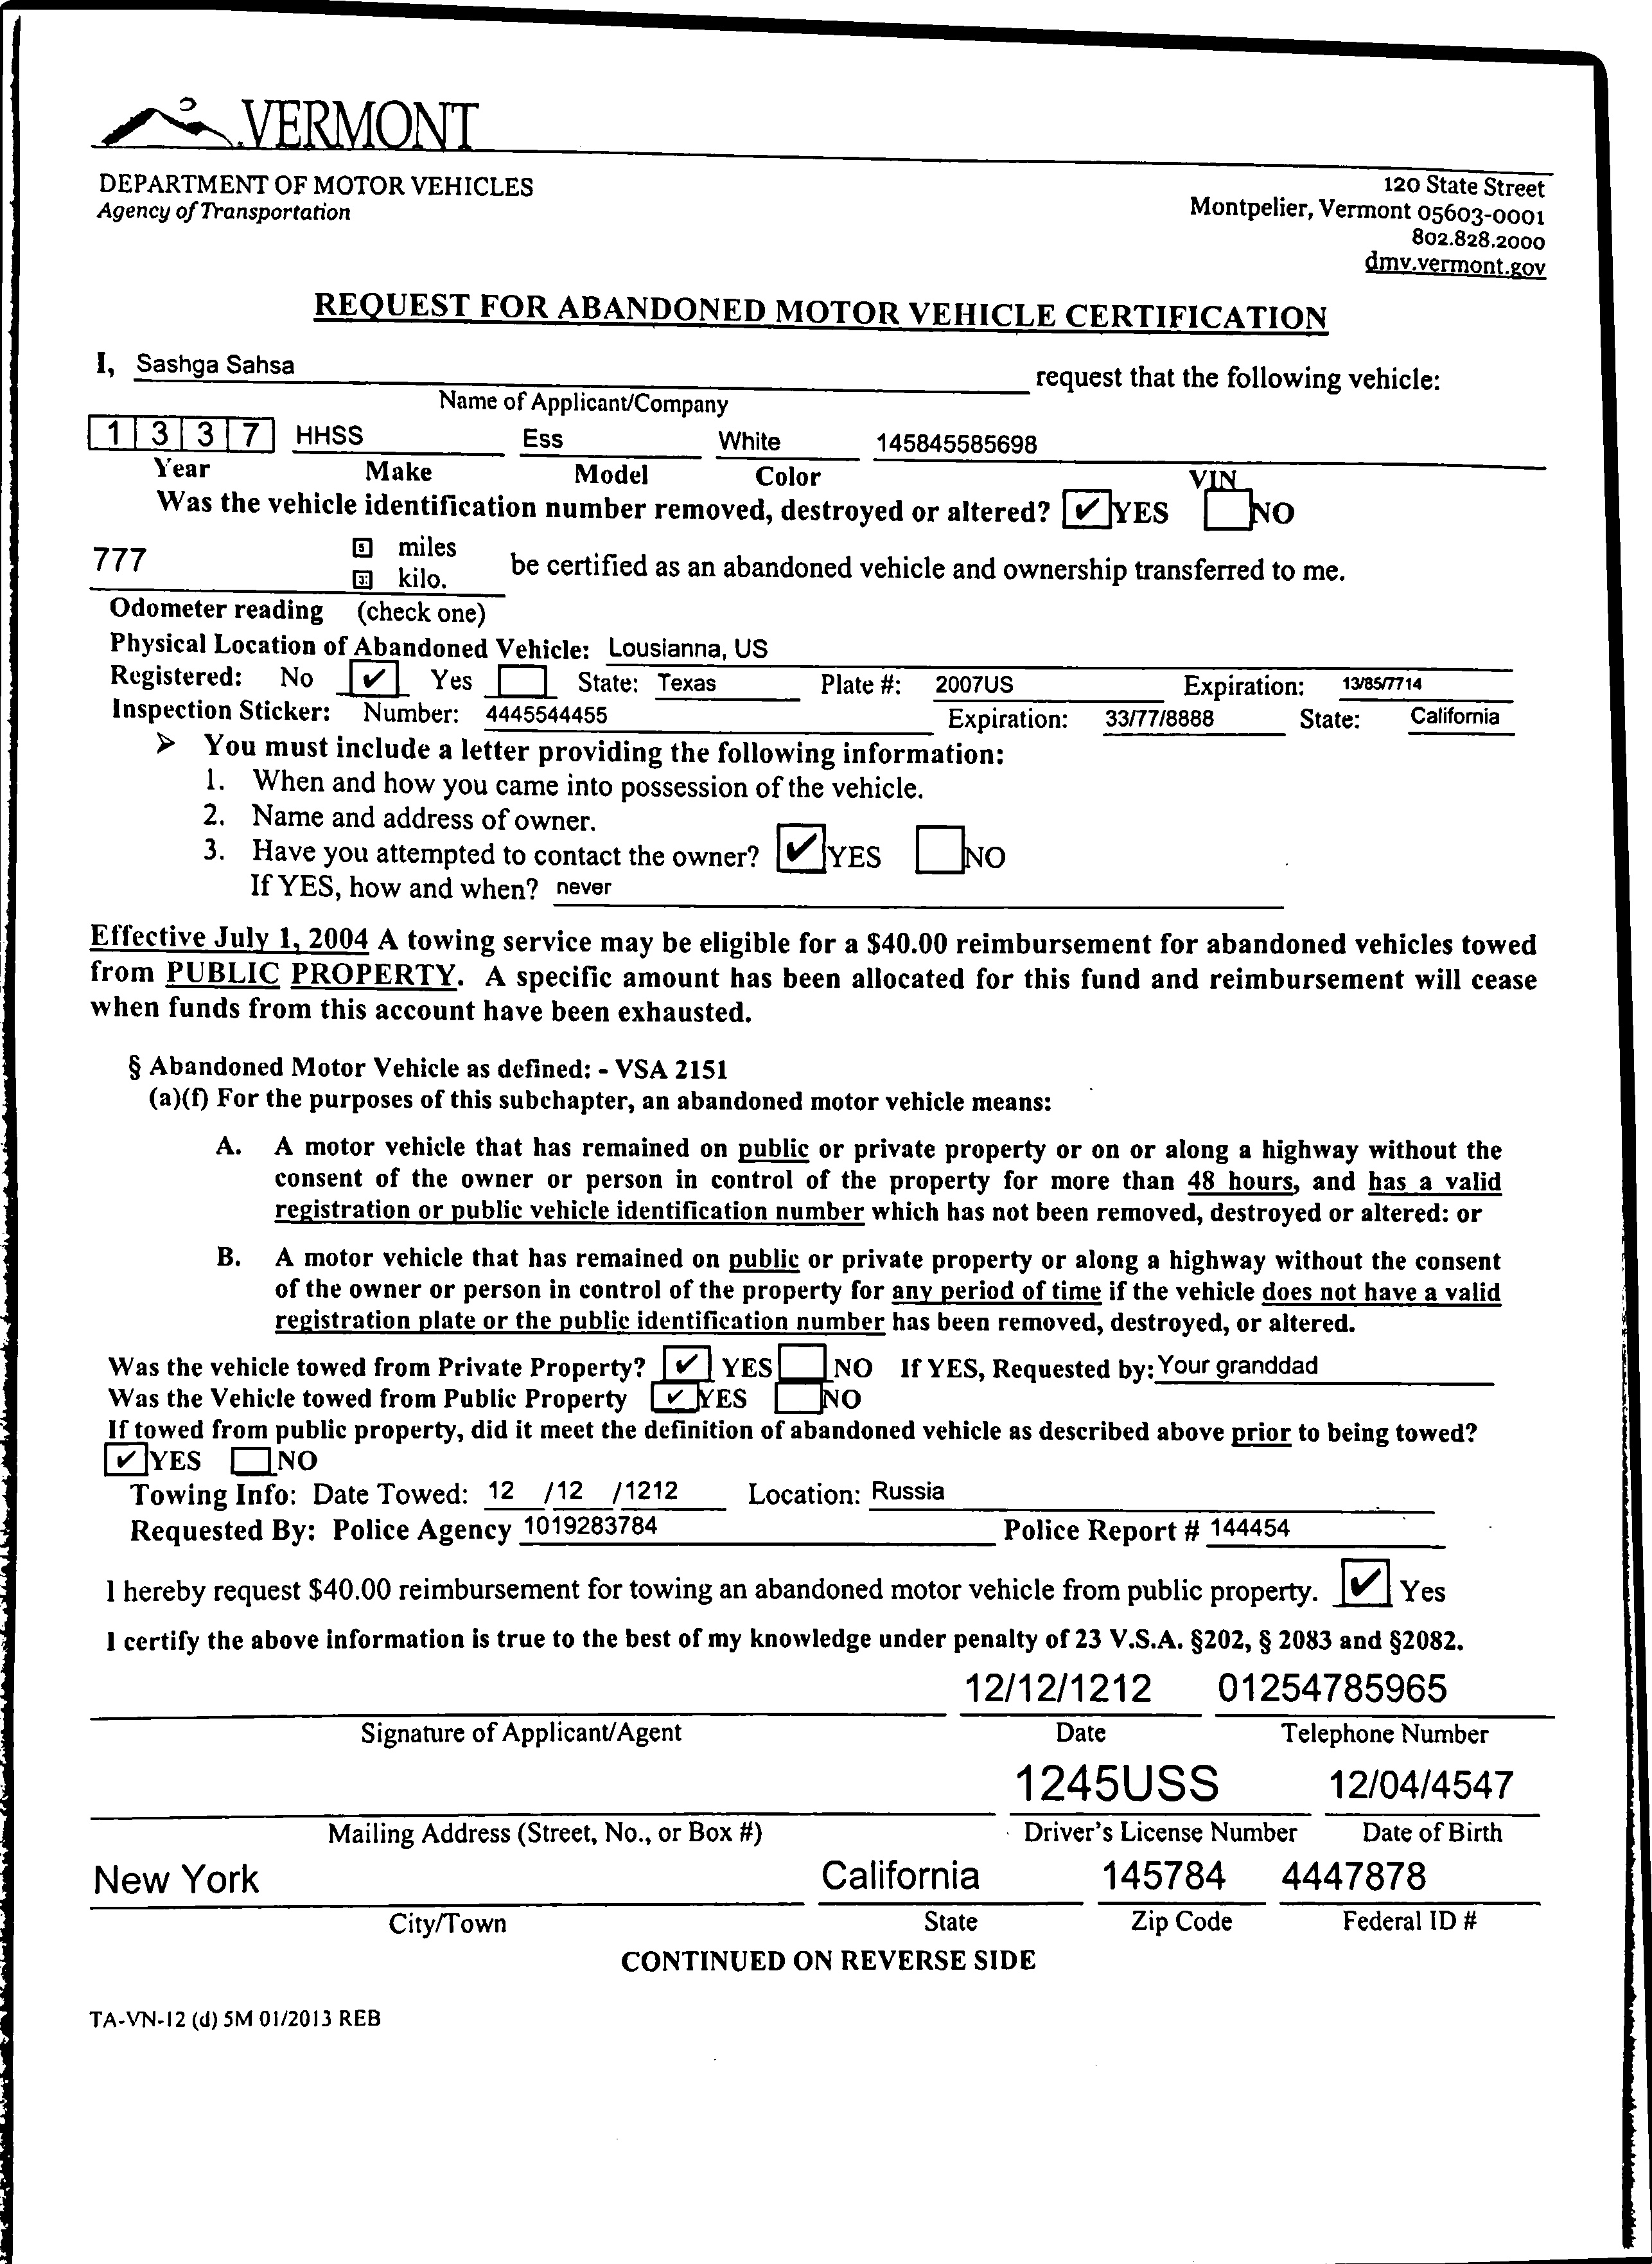 VERMONT
DEPARTMENT OF MOTOR VEHICLES
Agency of Transportation
120 State Street
Montpelier, Vermont 05603-0001
802.828.2000
dmv.vermont.gov
REQUEST FOR ABANDONED MOTOR VEHICLE CERTIFICATION
I, Sashga Sahsa request that the following vehicle:
Name of Applicant/Company
1 3 3 7 HHSS Ess White 145845585698
Year Make Model Color VIN
Was the vehicle identification number removed, destroyed or altered? ✔ YES NO
777 miles
kilo. be certified as an abandoned vehicle and ownership transferred to me.
Odometer reading (check one)
Physical Location of Abandoned Vehicle: Lousianna, US
Registered: No ✔ Yes State: Texas Plate #: 2007US Expiration: 13/85/7714
Inspection Sticker: Number: 4445544455 Expiration: 33/77/8888 State: California
➢ You must include a letter providing the following information:
1. When and how you came into possession of the vehicle.
2. Name and address of owner.
3. Have you attempted to contact the owner? ✔ YES NO
If YES, how and when? never
Effective July 1, 2004 A towing service may be eligible for a $40.00 reimbursement for abandoned vehicles towed
from PUBLIC PROPERTY. A specific amount has been allocated for this fund and reimbursement will cease
when funds from this account have been exhausted.
§ Abandoned Motor Vehicle as defined: - VSA 2151
(a)(f) For the purposes of this subchapter, an abandoned motor vehicle means:
A. A motor vehicle that has remained on public or private property or on or along a highway without the
consent of the owner or person in control of the property for more than 48 hours, and has a valid
registration or public vehicle identification number which has not been removed, destroyed or altered: or
B. A motor vehicle that has remained on public or private property or along a highway without the consent
of the owner or person in control of the property for any period of time if the vehicle does not have a valid
registration plate or the public identification number has been removed, destroyed, or altered.
Was the vehicle towed from Private Property? ✔ YES NO If YES, Requested by: Your granddad
Was the Vehicle towed from Public Property ✔ YES NO
If towed from public property, did it meet the definition of abandoned vehicle as described above prior to being towed?
✔ YES NO
Towing Info: Date Towed: 12 /12 /1212 Location: Russia
Requested By: Police Agency 1019283784 Police Report # 144454
I hereby request $40.00 reimbursement for towing an abandoned motor vehicle from public property. ✔ Yes
I certify the above information is true to the best of my knowledge under penalty of 23 V.S.A. §202, § 2083 and §2082.
12/12/1212 01254785965
Signature of Applicant/Agent Date Telephone Number
1245USS 12/04/4547
Mailing Address (Street, No., or Box #) Driver's License Number Date of Birth
New York California 145784 4447878
City/Town State Zip Code Federal ID #
CONTINUED ON REVERSE SIDE
TA-VN-12 (d) 5M 01/2013 REB